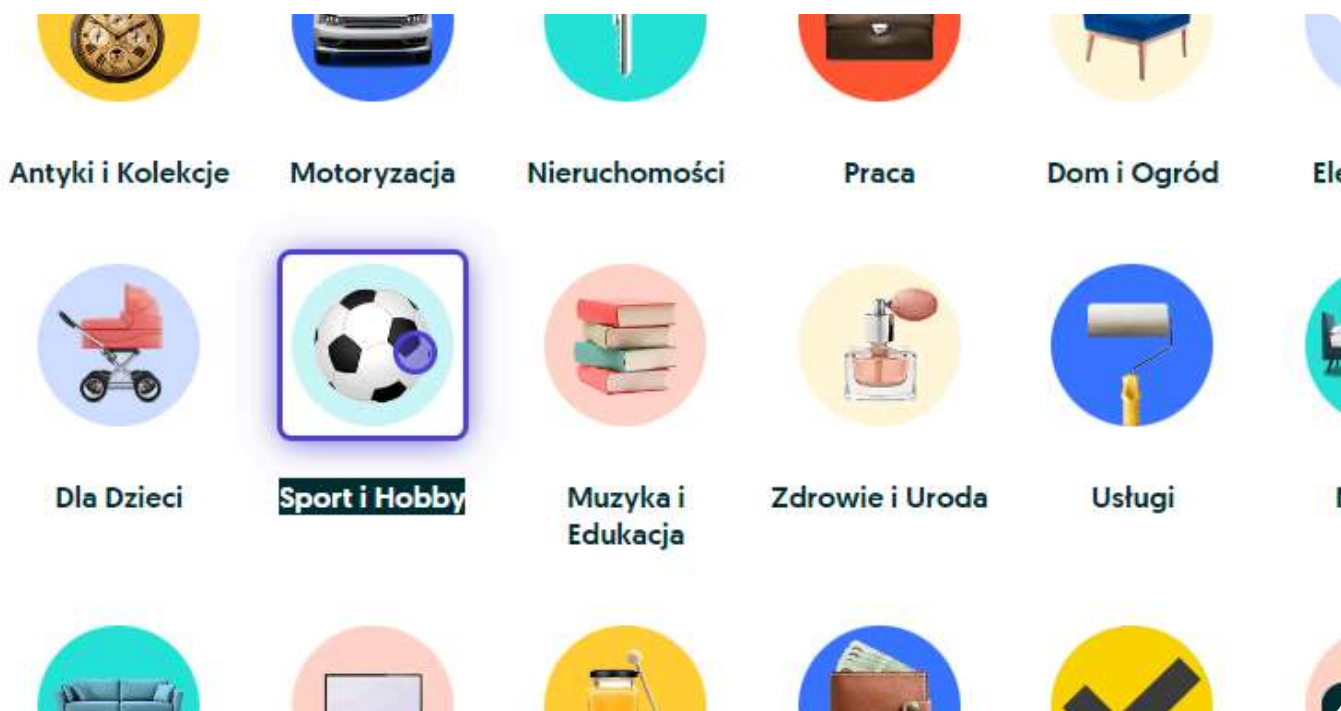 Antyki i Kolekcje
Motoryzacja
Nieruchomości
Praca
Dom i Ogród
Dla Dzieci
Sport i Hobby
Muzyka i
Edukacja
Zdrowie i Uroda
Usługi